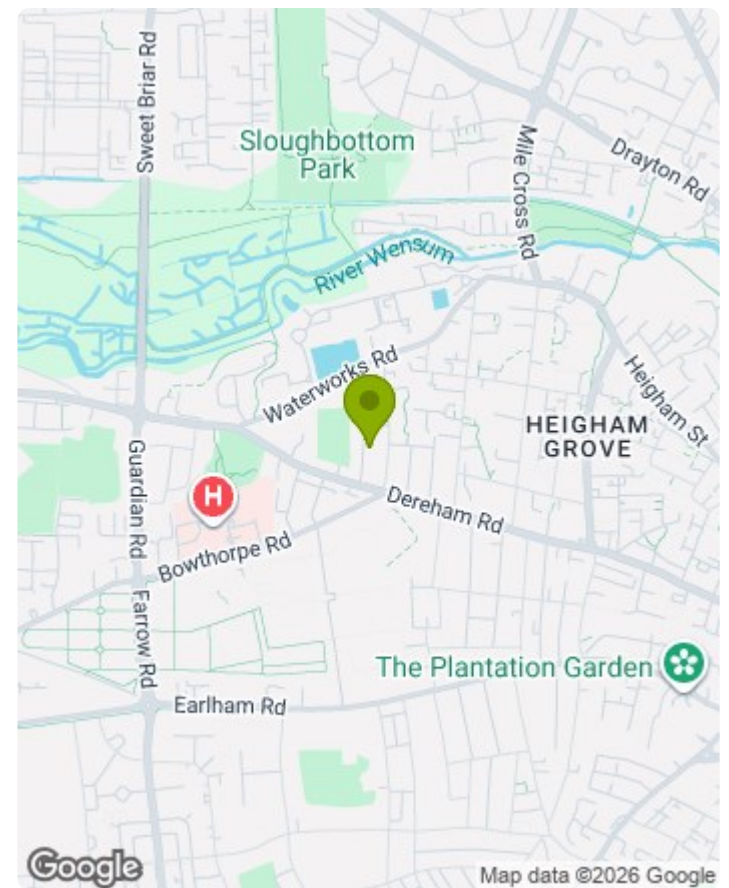 Sweet Briar Rd
Sloughbottom
Park
Mile Cross Rd
Drayton Rd
River Wensum
Waterworks Rd
Heigham St
HEIGHAM
GROVE
Guardian Rd
H
Dereham Rd
Bowthorpe Rd
Farrow Rd
The Plantation Garden
Earlham Rd
Google
Map data ©2026 Google